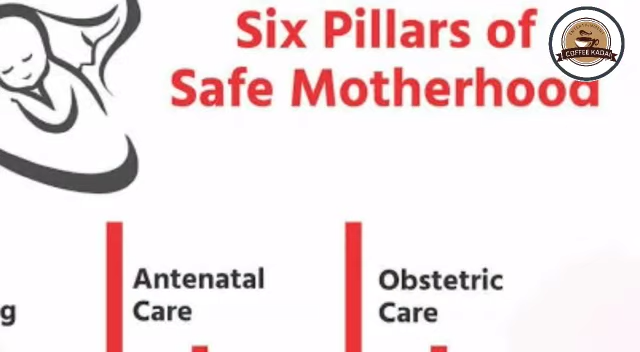 Six Pillars of
Safe Motherhood
COFFEE KADAI
Antenatal
Care
Obstetric
Care
g